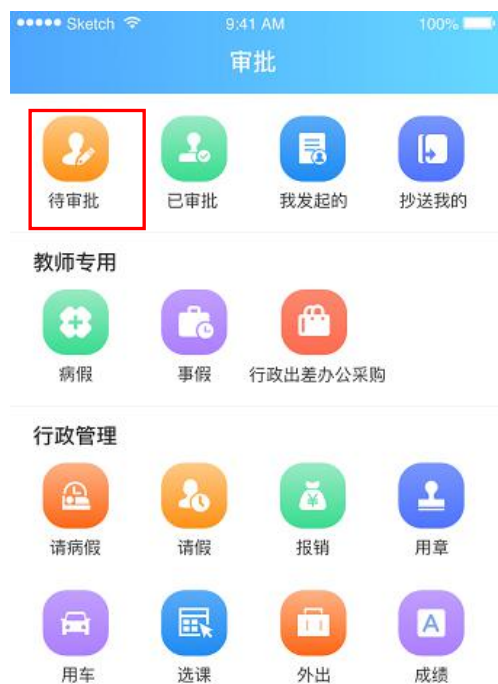 ●●●●● Sketch 9:41 AM 100%
审批
待审批 已审批 我发起的 抄送我的
教师专用
病假 事假 行政出差办公采购
行政管理
请病假 请假 报销 用章
用车 选课 外出 成绩